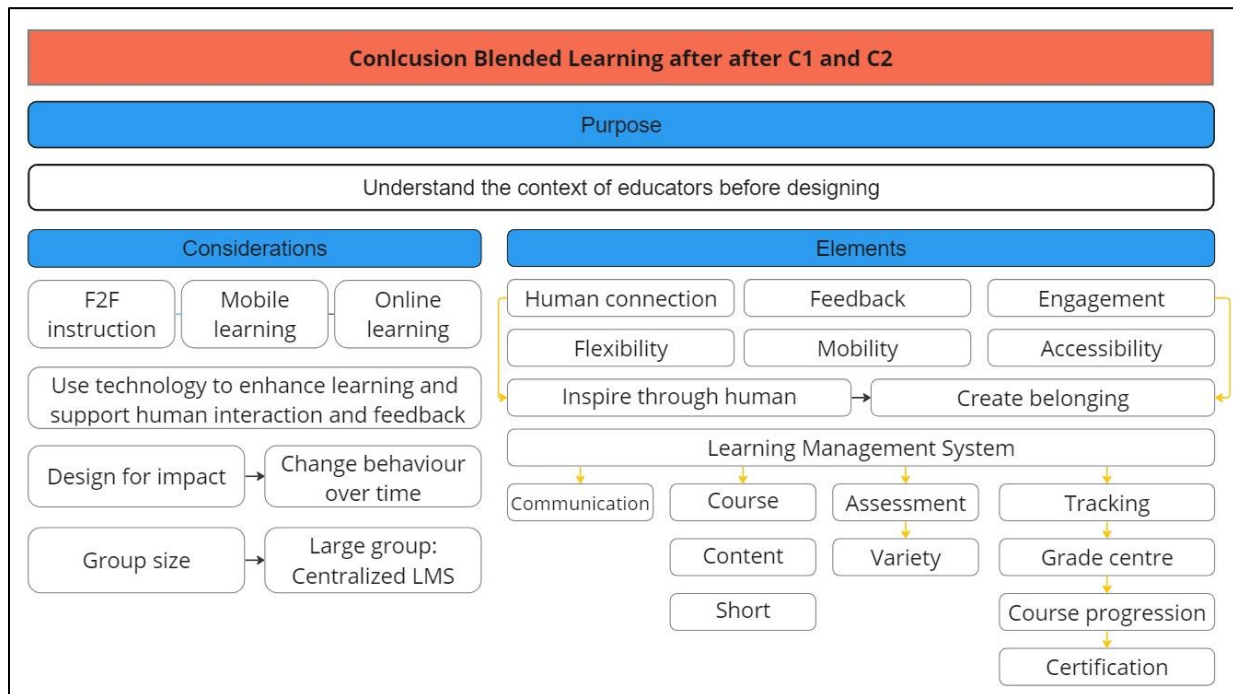 Conlcusion Blended Learning after after C1 and C2
Purpose
Understand the context of educators before designing
Considerations
F2F
instruction
Mobile
learning
Online
learning
Use technology to enhance learning and
support human interaction and feedback
Design for impact
Change behaviour
over time
Group size
Large group:
Centralized LMS
Elements
Human connection
Feedback
Engagement
Flexibility
Mobility
Accessibility
Inspire through human
Create belonging
Learning Management System
Communication
Course
Assessment
Tracking
Content
Variety
Grade centre
Short
Course progression
Certification